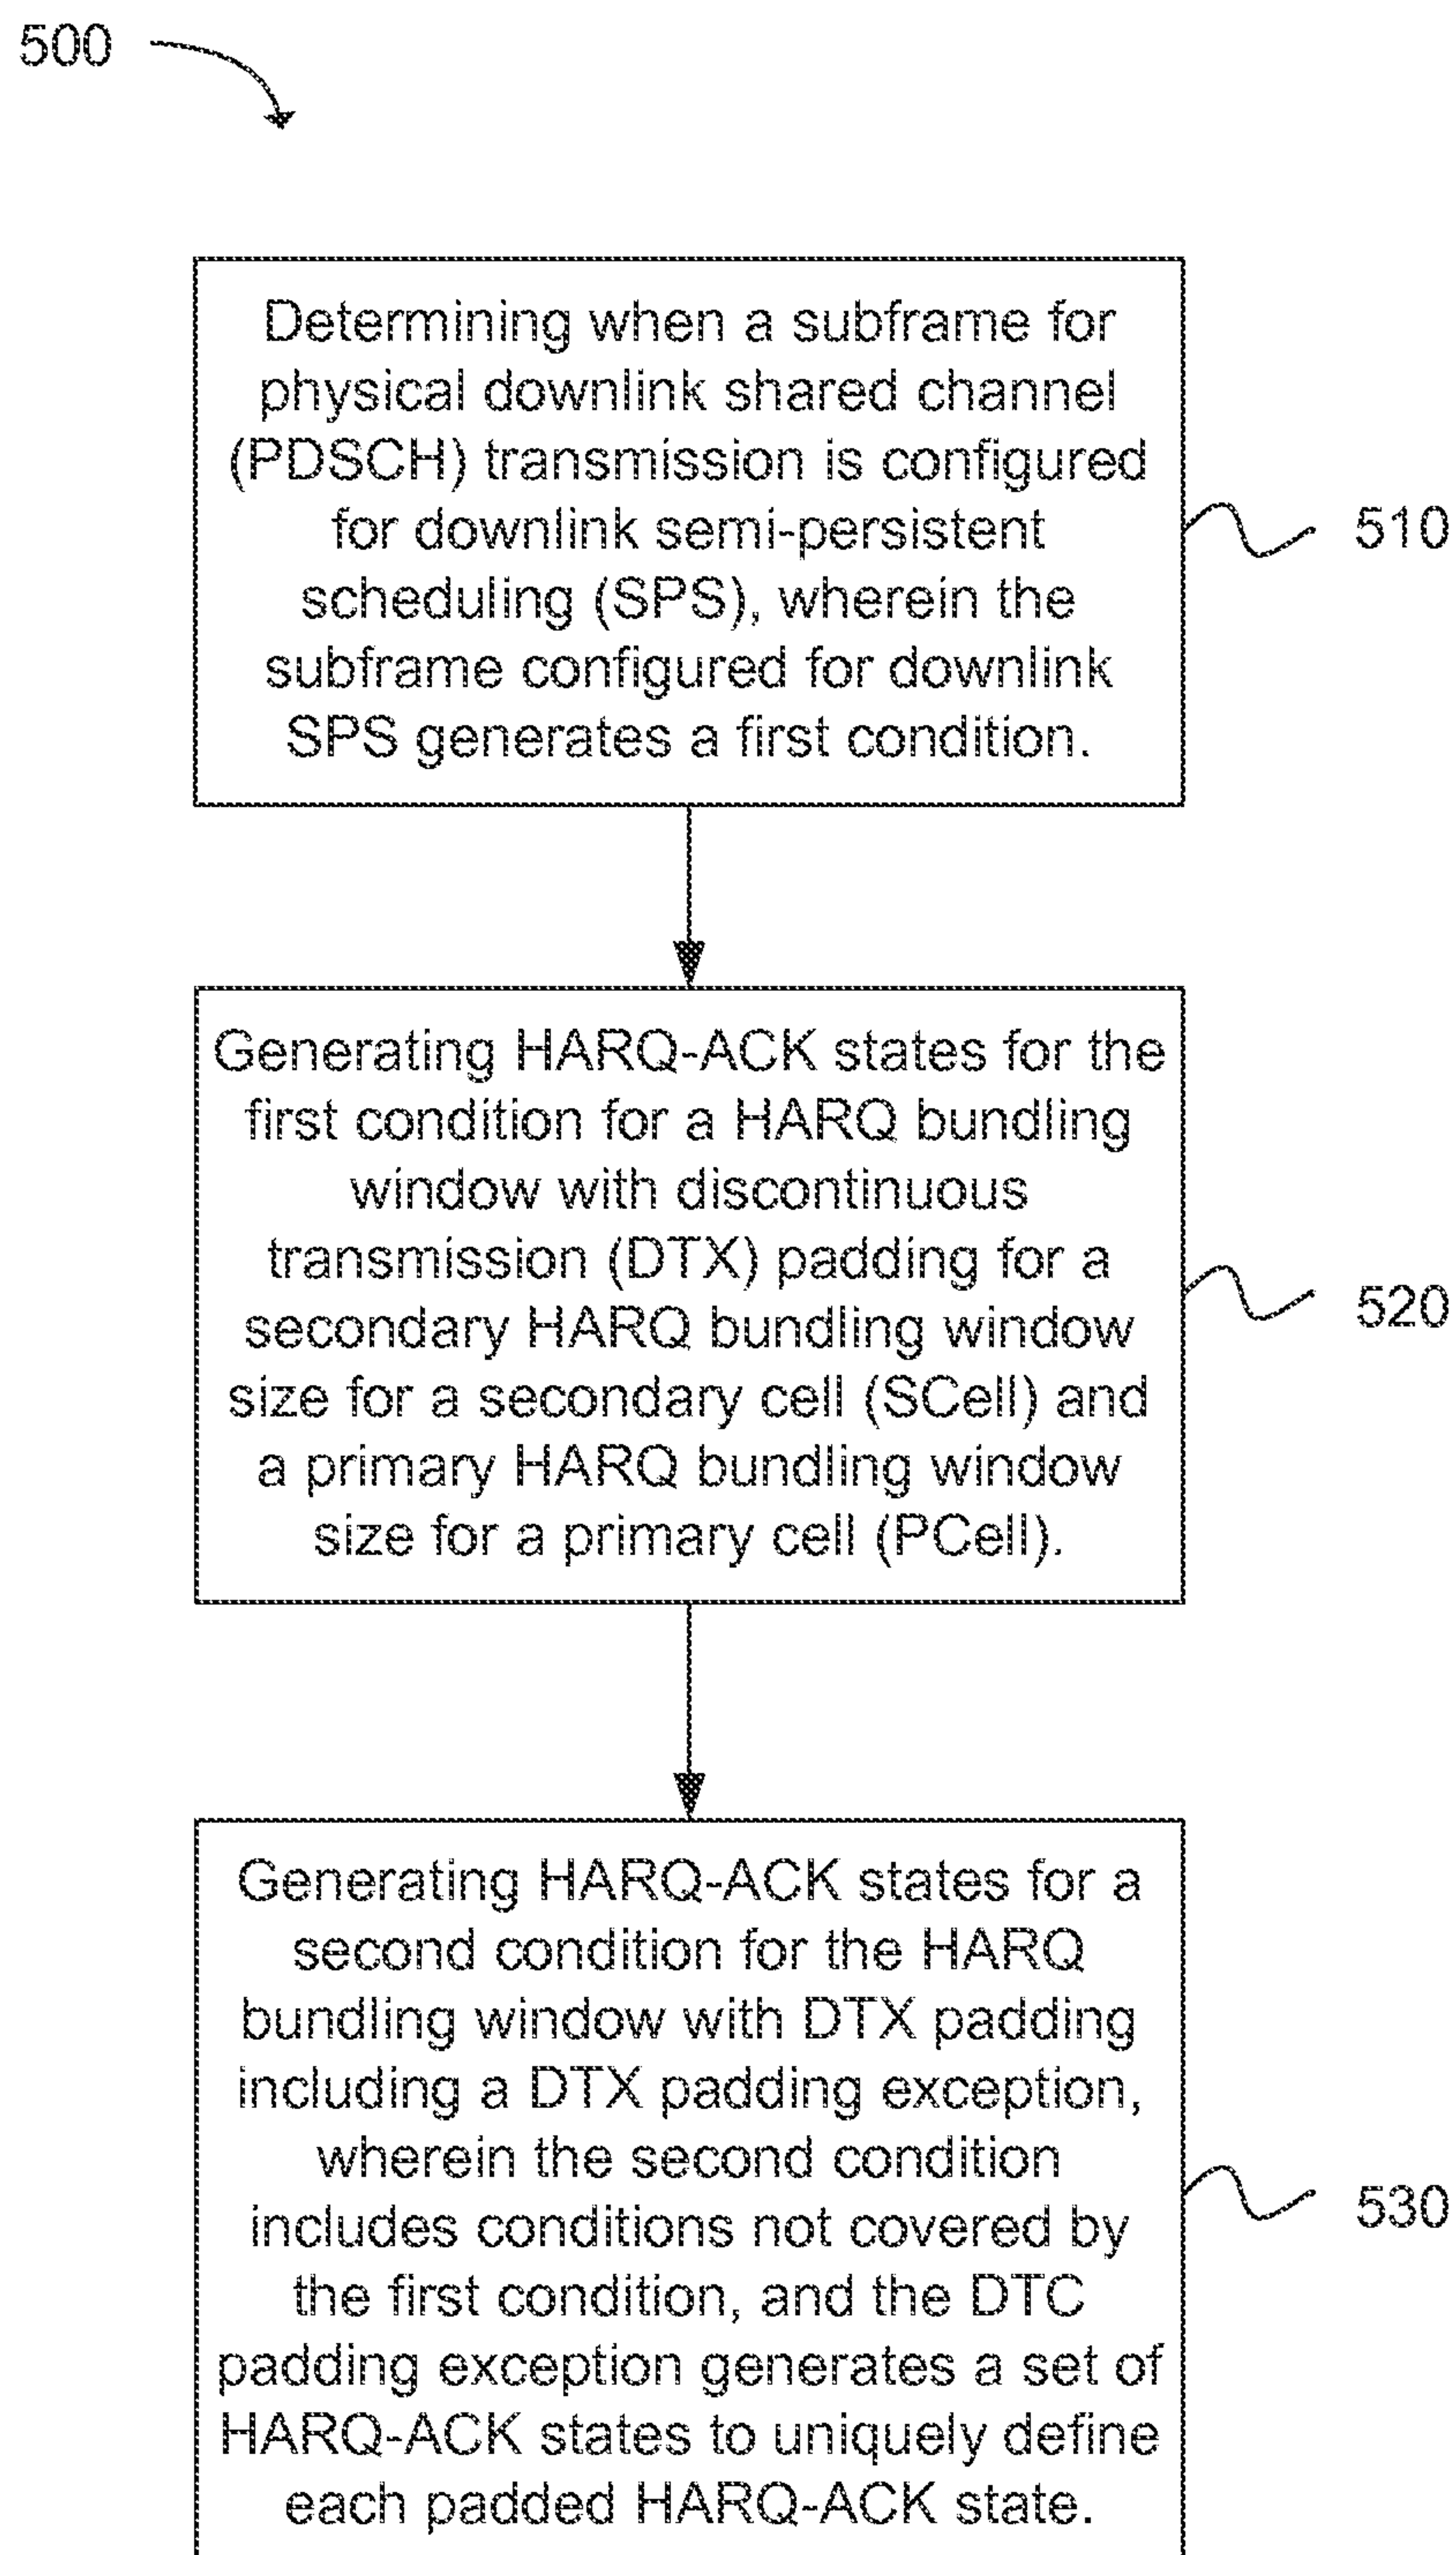 500
Determining when a subframe for
physical downlink shared channel
(PDSCH) transmission is configured
for downlink semi-persistent
scheduling (SPS), wherein the
subframe configured for downlink
SPS generates a first condition.
510
Generating HARQ-ACK states for the
first condition for a HARQ bundling
window with discontinuous
transmission (DTX) padding for a
secondary HARQ bundling window
size for a secondary cell (SCell) and
a primary HARQ bundling window
size for a primary cell (PCell).
520
Generating HARQ-ACK states for a
second condition for the HARQ
bundling window with DTX padding
including a DTX padding exception,
wherein the second condition
includes conditions not covered by
the first condition, and the DTC
padding exception generates a set of
HARQ-ACK states to uniquely define
each padded HARQ-ACK state.
530